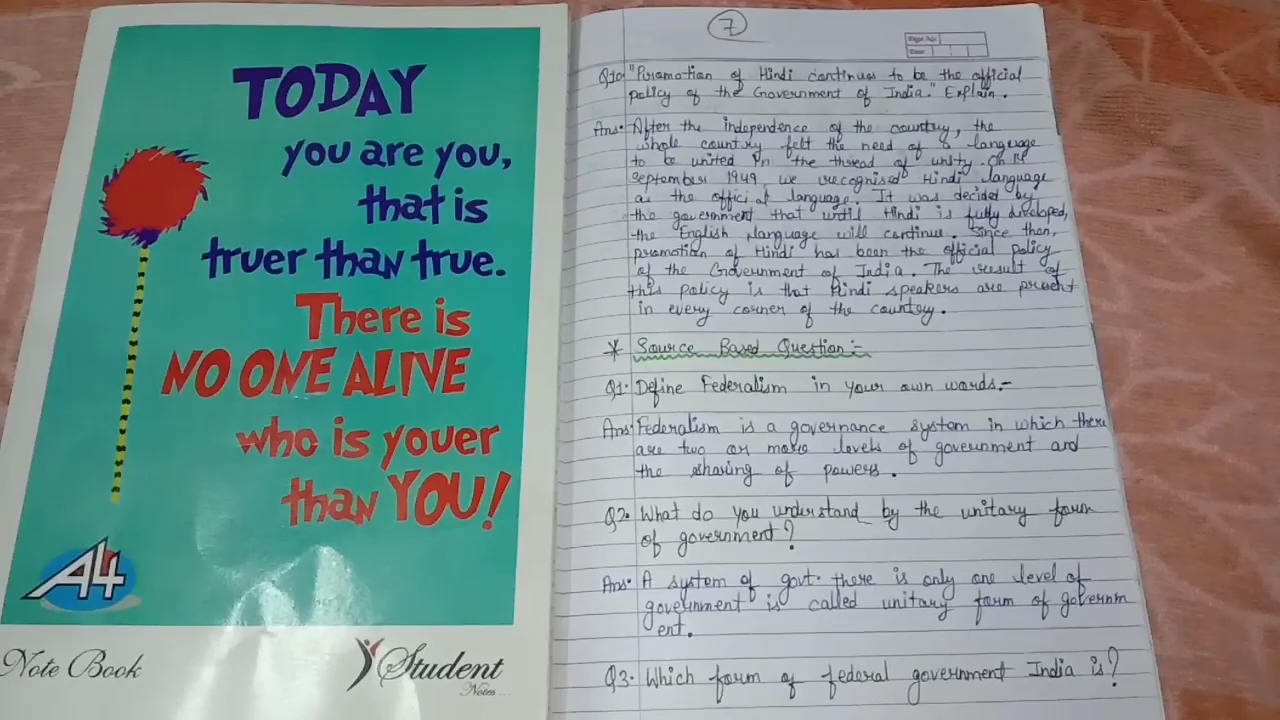 TODAY
you are you,
that is
truer than true.
There is
NO ONE ALIVE
who is youer
than YOU!
A4
Note Book
Student
Notes...
7
Page No.
Date
Q10. "Promotion of Hindi continues to be the official
policy of the Government of India." Explain.
Ans. After the independence of the country, the
whole country felt the need of a language
to be united in the thread of unity. On 14
September 1949, we recognised Hindi language
as the official language. It was decided by
the government that until Hindi is fully developed,
the English language will continue. Since then,
promotion of Hindi has been the official policy
of the Government of India. The result of
this policy is that Hindi speakers are present
in every corner of the country.
* Source Based Question:-
Q1. Define Federalism in your own words.-
Ans. Federalism is a governance system in which there
are two or more levels of government and
the sharing of powers.
Q2. What do you understand by the unitary form
of government?
Ans. A system of govt. there is only one level of
government is called unitary form of governm
ent.
Q3. Which form of federal government India is?